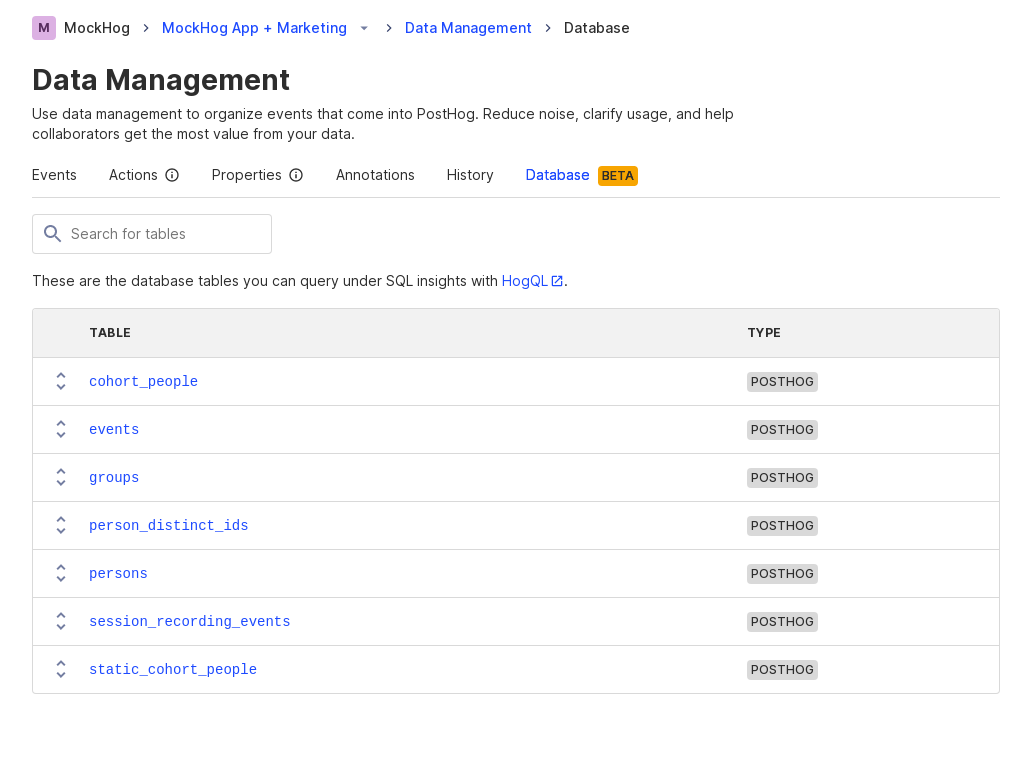 M MockHog MockHog App + Marketing Data Management Database
Data Management
Use data management to organize events that come into PostHog. Reduce noise, clarify usage, and help
collaborators get the most value from your data.
Events Actions Properties Annotations History Database BETA
Search for tables
These are the database tables you can query under SQL insights with HogQL.
TABLE TYPE
cohort_people POSTHOG
events POSTHOG
groups POSTHOG
person_distinct_ids POSTHOG
persons POSTHOG
session_recording_events POSTHOG
static_cohort_people POSTHOG